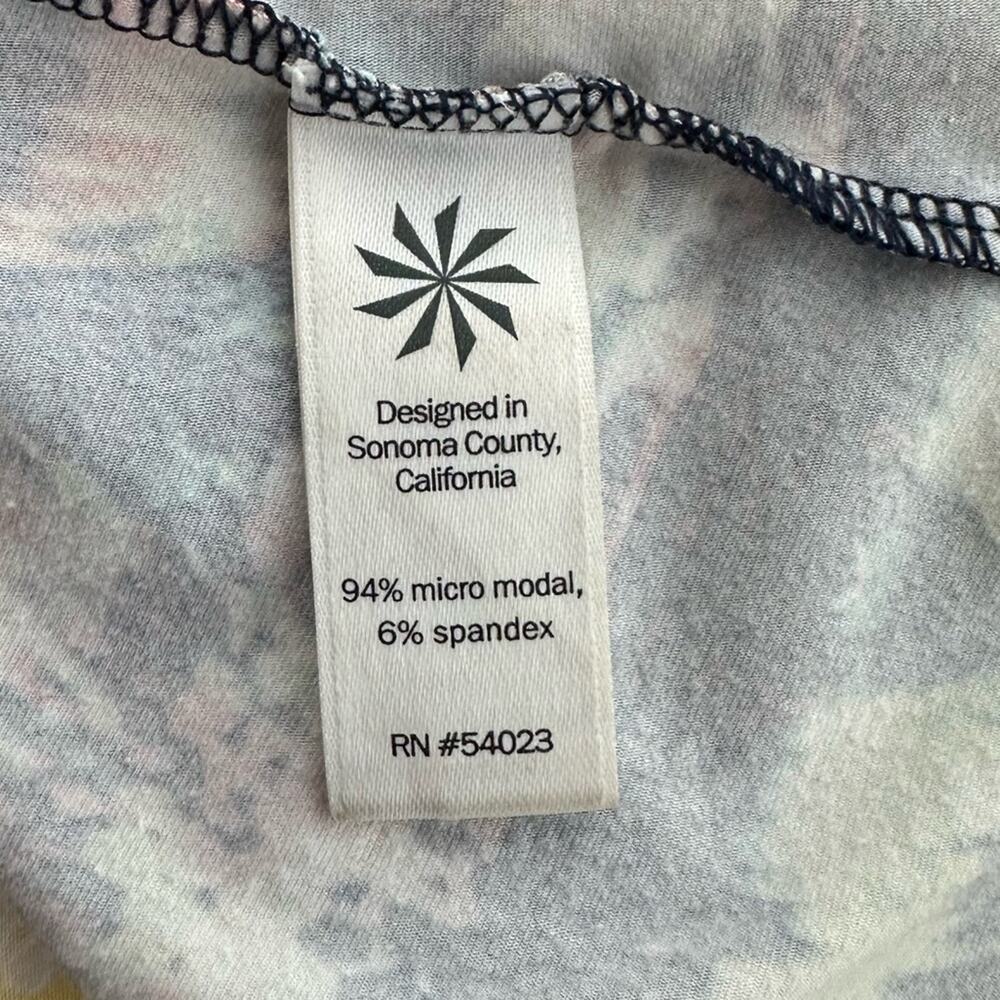 Designed in
Sonoma County,
California
94% micro modal,
6% spandex
RN #54023